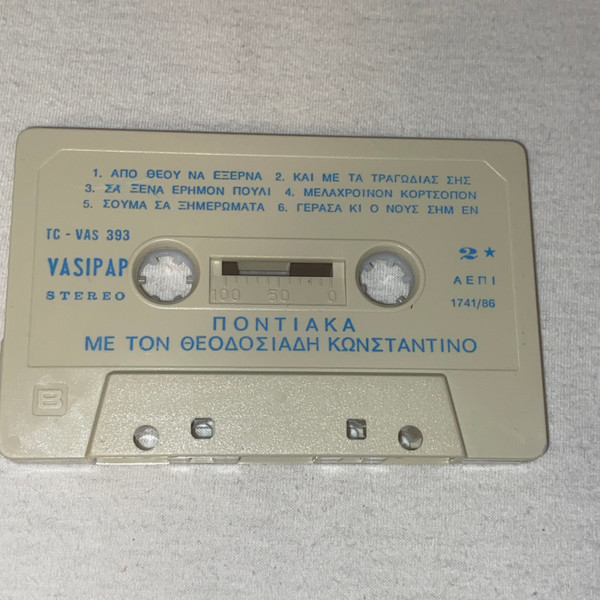 1. ΑΠΟ ΘΕΟΥ ΝΑ ΕΞΕΡΝΑ 2. ΚΑΙ ΜΕ ΤΑ ΤΡΑΓΩΔΙΑΣ ΣΗΣ
3. ΣΑ ΞΕΝΑ ΕΡΗΜΟΝ ΠΟΥΛΙ 4. ΜΕΛΑΧΡΟΙΝΟΝ ΚΟΡΤΣΟΠΟΝ
5. ΣΟΥΜΑ ΣΑ ΞΗΜΕΡΩΜΑΤΑ 6. ΓΕΡΑΣΑ ΚΙ Ο ΝΟΥΣ ΣΗΜ ΕΝ
TC - VAS 393
VASIPAP
STEREO
100 50 0
2 ★
ΑΕΠΙ
1741/86
ΠΟΝΤΙΑΚΑ
ΜΕ ΤΟΝ ΘΕΟΔΟΣΙΑΔΗ ΚΩΝΣΤΑΝΤΙΝΟ
B